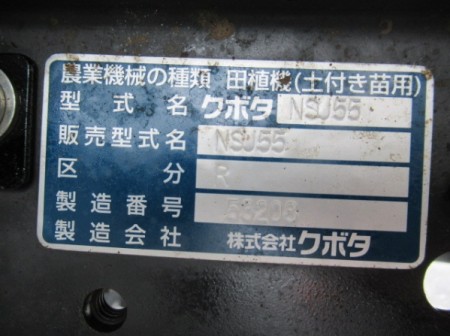 農業機械の種類 田植機(土付き苗用)
型式名 クボタ NSJ55
販売型式名 NSJ55
区分 R
製造番号
製造会社 株式会社クボタ